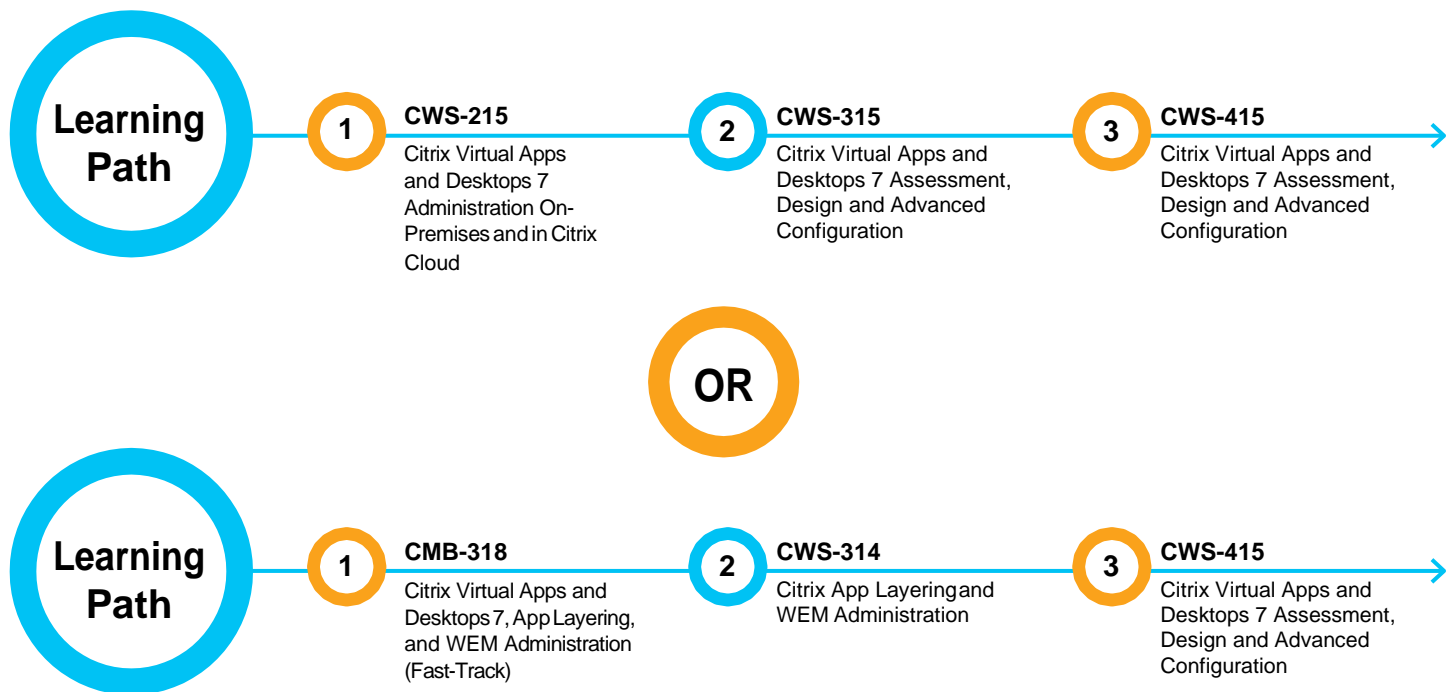 Learning
Path
1
CWS-215
Citrix Virtual Apps
and Desktops 7
Administration On-
Premises and in Citrix
Cloud
2
CWS-315
Citrix Virtual Apps and
Desktops 7 Assessment,
Design and Advanced
Configuration
3
CWS-415
Citrix Virtual Apps and
Desktops 7 Assessment,
Design and Advanced
Configuration
OR
Learning
Path
1
CMB-318
Citrix Virtual Apps and
Desktops 7, App Layering,
and WEM Administration
(Fast-Track)
2
CWS-314
Citrix App Layering and
WEM Administration
3
CWS-415
Citrix Virtual Apps and
Desktops 7 Assessment,
Design and Advanced
Configuration